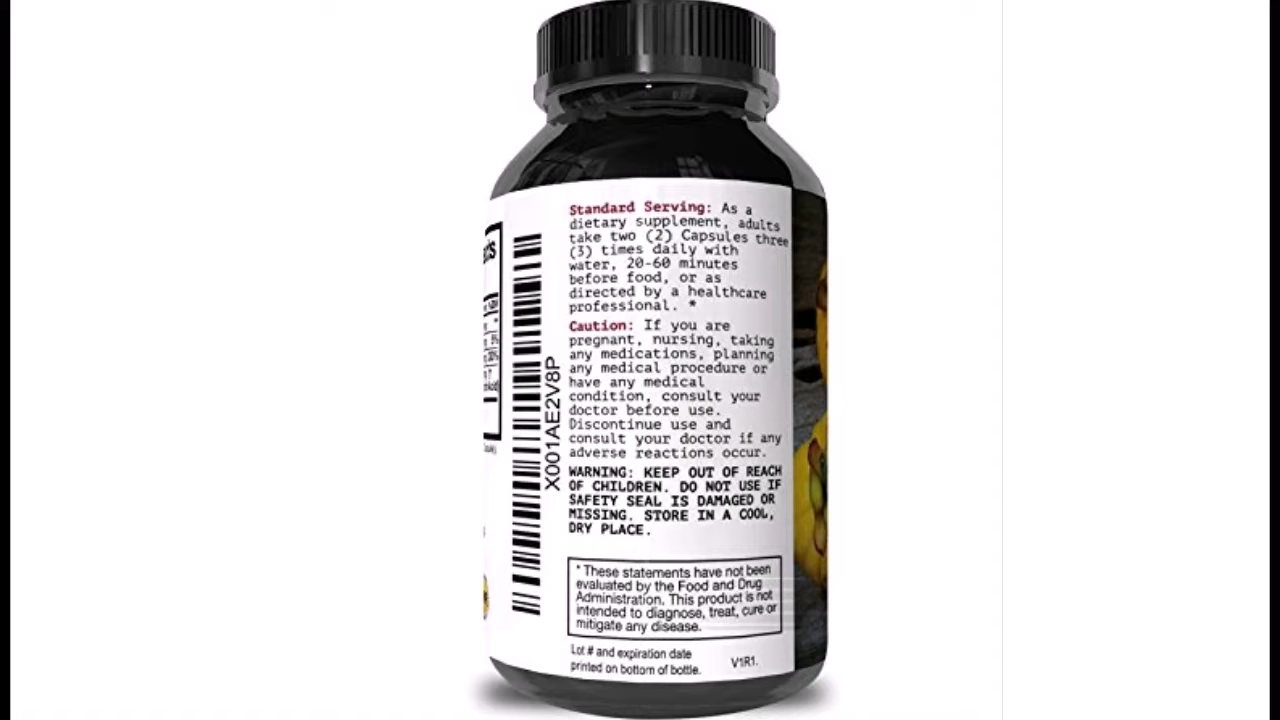 Standard Serving: As a
dietary supplement, adults
take two (2) Capsules three
(3) times daily with
water, 20-60 minutes
before food, or as
directed by a healthcare
professional. *
Caution: If you are
pregnant, nursing, taking
any medications, planning
any medical procedure or
have any medical
condition, consult your
doctor before use.
Discontinue use and
consult your doctor if any
adverse reactions occur.
WARNING: KEEP OUT OF REACH
OF CHILDREN. DO NOT USE IF
SAFETY SEAL IS DAMAGED OR
MISSING. STORE IN A COOL,
DRY PLACE.
* These statements have not been
evaluated by the Food and Drug
Administration. This product is not
intended to diagnose, treat, cure or
mitigate any disease.
Lot # and expiration date
printed on bottom of bottle.
V1R1.
X001AE2V8P